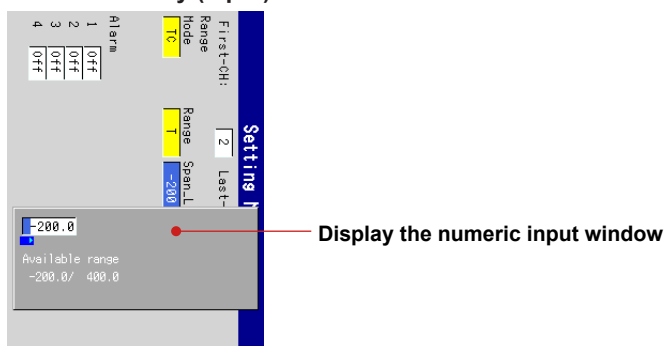 Setting
First-CH: 2 Last-
Range
Mode Range Span_L
TC T -200
Alarm
1 Off
2 Off
3 Off
4 Off
-200.0
Available range
-200.0/ 400.0
Display the numeric input window